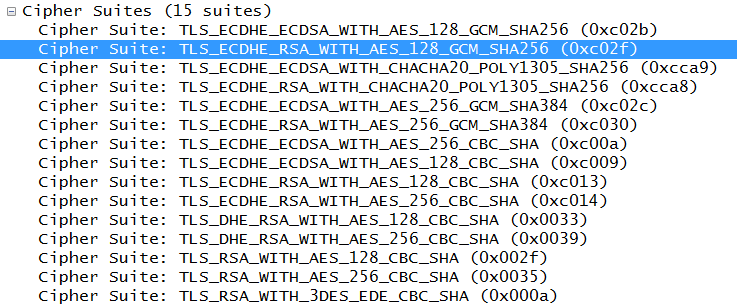 Cipher Suites (15 suites)
Cipher Suite: TLS_ECDHE_ECDSA_WITH_AES_128_GCM_SHA256 (0xc02b)
Cipher Suite: TLS_ECDHE_RSA_WITH_AES_128_GCM_SHA256 (0xc02f)
Cipher Suite: TLS_ECDHE_ECDSA_WITH_CHACHA20_POLY1305_SHA256 (0xcca9)
Cipher Suite: TLS_ECDHE_RSA_WITH_CHACHA20_POLY1305_SHA256 (0xcca8)
Cipher Suite: TLS_ECDHE_ECDSA_WITH_AES_256_GCM_SHA384 (0xc02c)
Cipher Suite: TLS_ECDHE_RSA_WITH_AES_256_GCM_SHA384 (0xc030)
Cipher Suite: TLS_ECDHE_ECDSA_WITH_AES_256_CBC_SHA (0xc00a)
Cipher Suite: TLS_ECDHE_ECDSA_WITH_AES_128_CBC_SHA (0xc009)
Cipher Suite: TLS_ECDHE_RSA_WITH_AES_128_CBC_SHA (0xc013)
Cipher Suite: TLS_ECDHE_RSA_WITH_AES_256_CBC_SHA (0xc014)
Cipher Suite: TLS_DHE_RSA_WITH_AES_128_CBC_SHA (0x0033)
Cipher Suite: TLS_DHE_RSA_WITH_AES_256_CBC_SHA (0x0039)
Cipher Suite: TLS_RSA_WITH_AES_128_CBC_SHA (0x002f)
Cipher Suite: TLS_RSA_WITH_AES_256_CBC_SHA (0x0035)
Cipher Suite: TLS_RSA_WITH_3DES_EDE_CBC_SHA (0x000a)